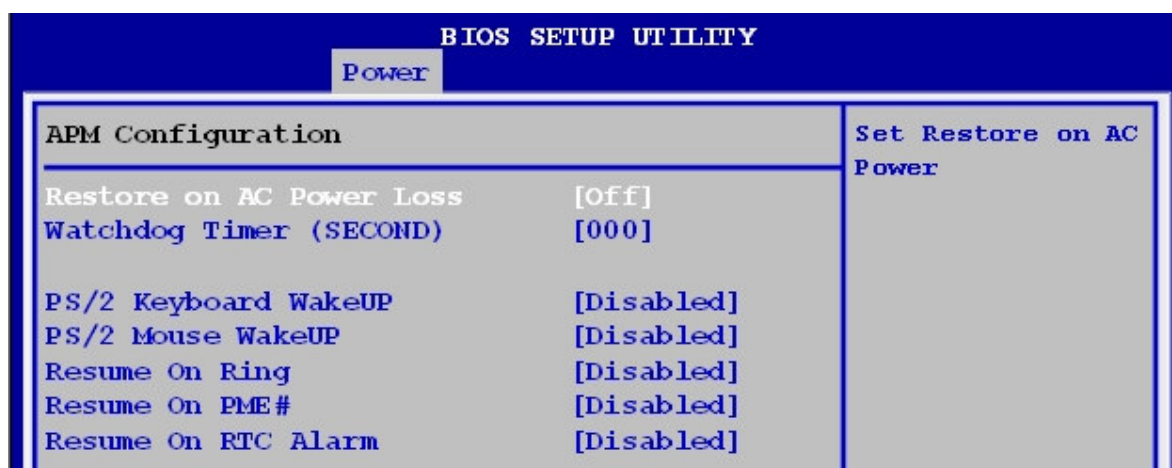 BIOS SETUP UTILITY
Power
APM Configuration
Restore on AC Power Loss [Off]
Watchdog Timer (SECOND) [000]
PS/2 Keyboard WakeUP [Disabled]
PS/2 Mouse WakeUP [Disabled]
Resume On Ring [Disabled]
Resume On PME# [Disabled]
Resume On RTC Alarm [Disabled]
Set Restore on AC
Power